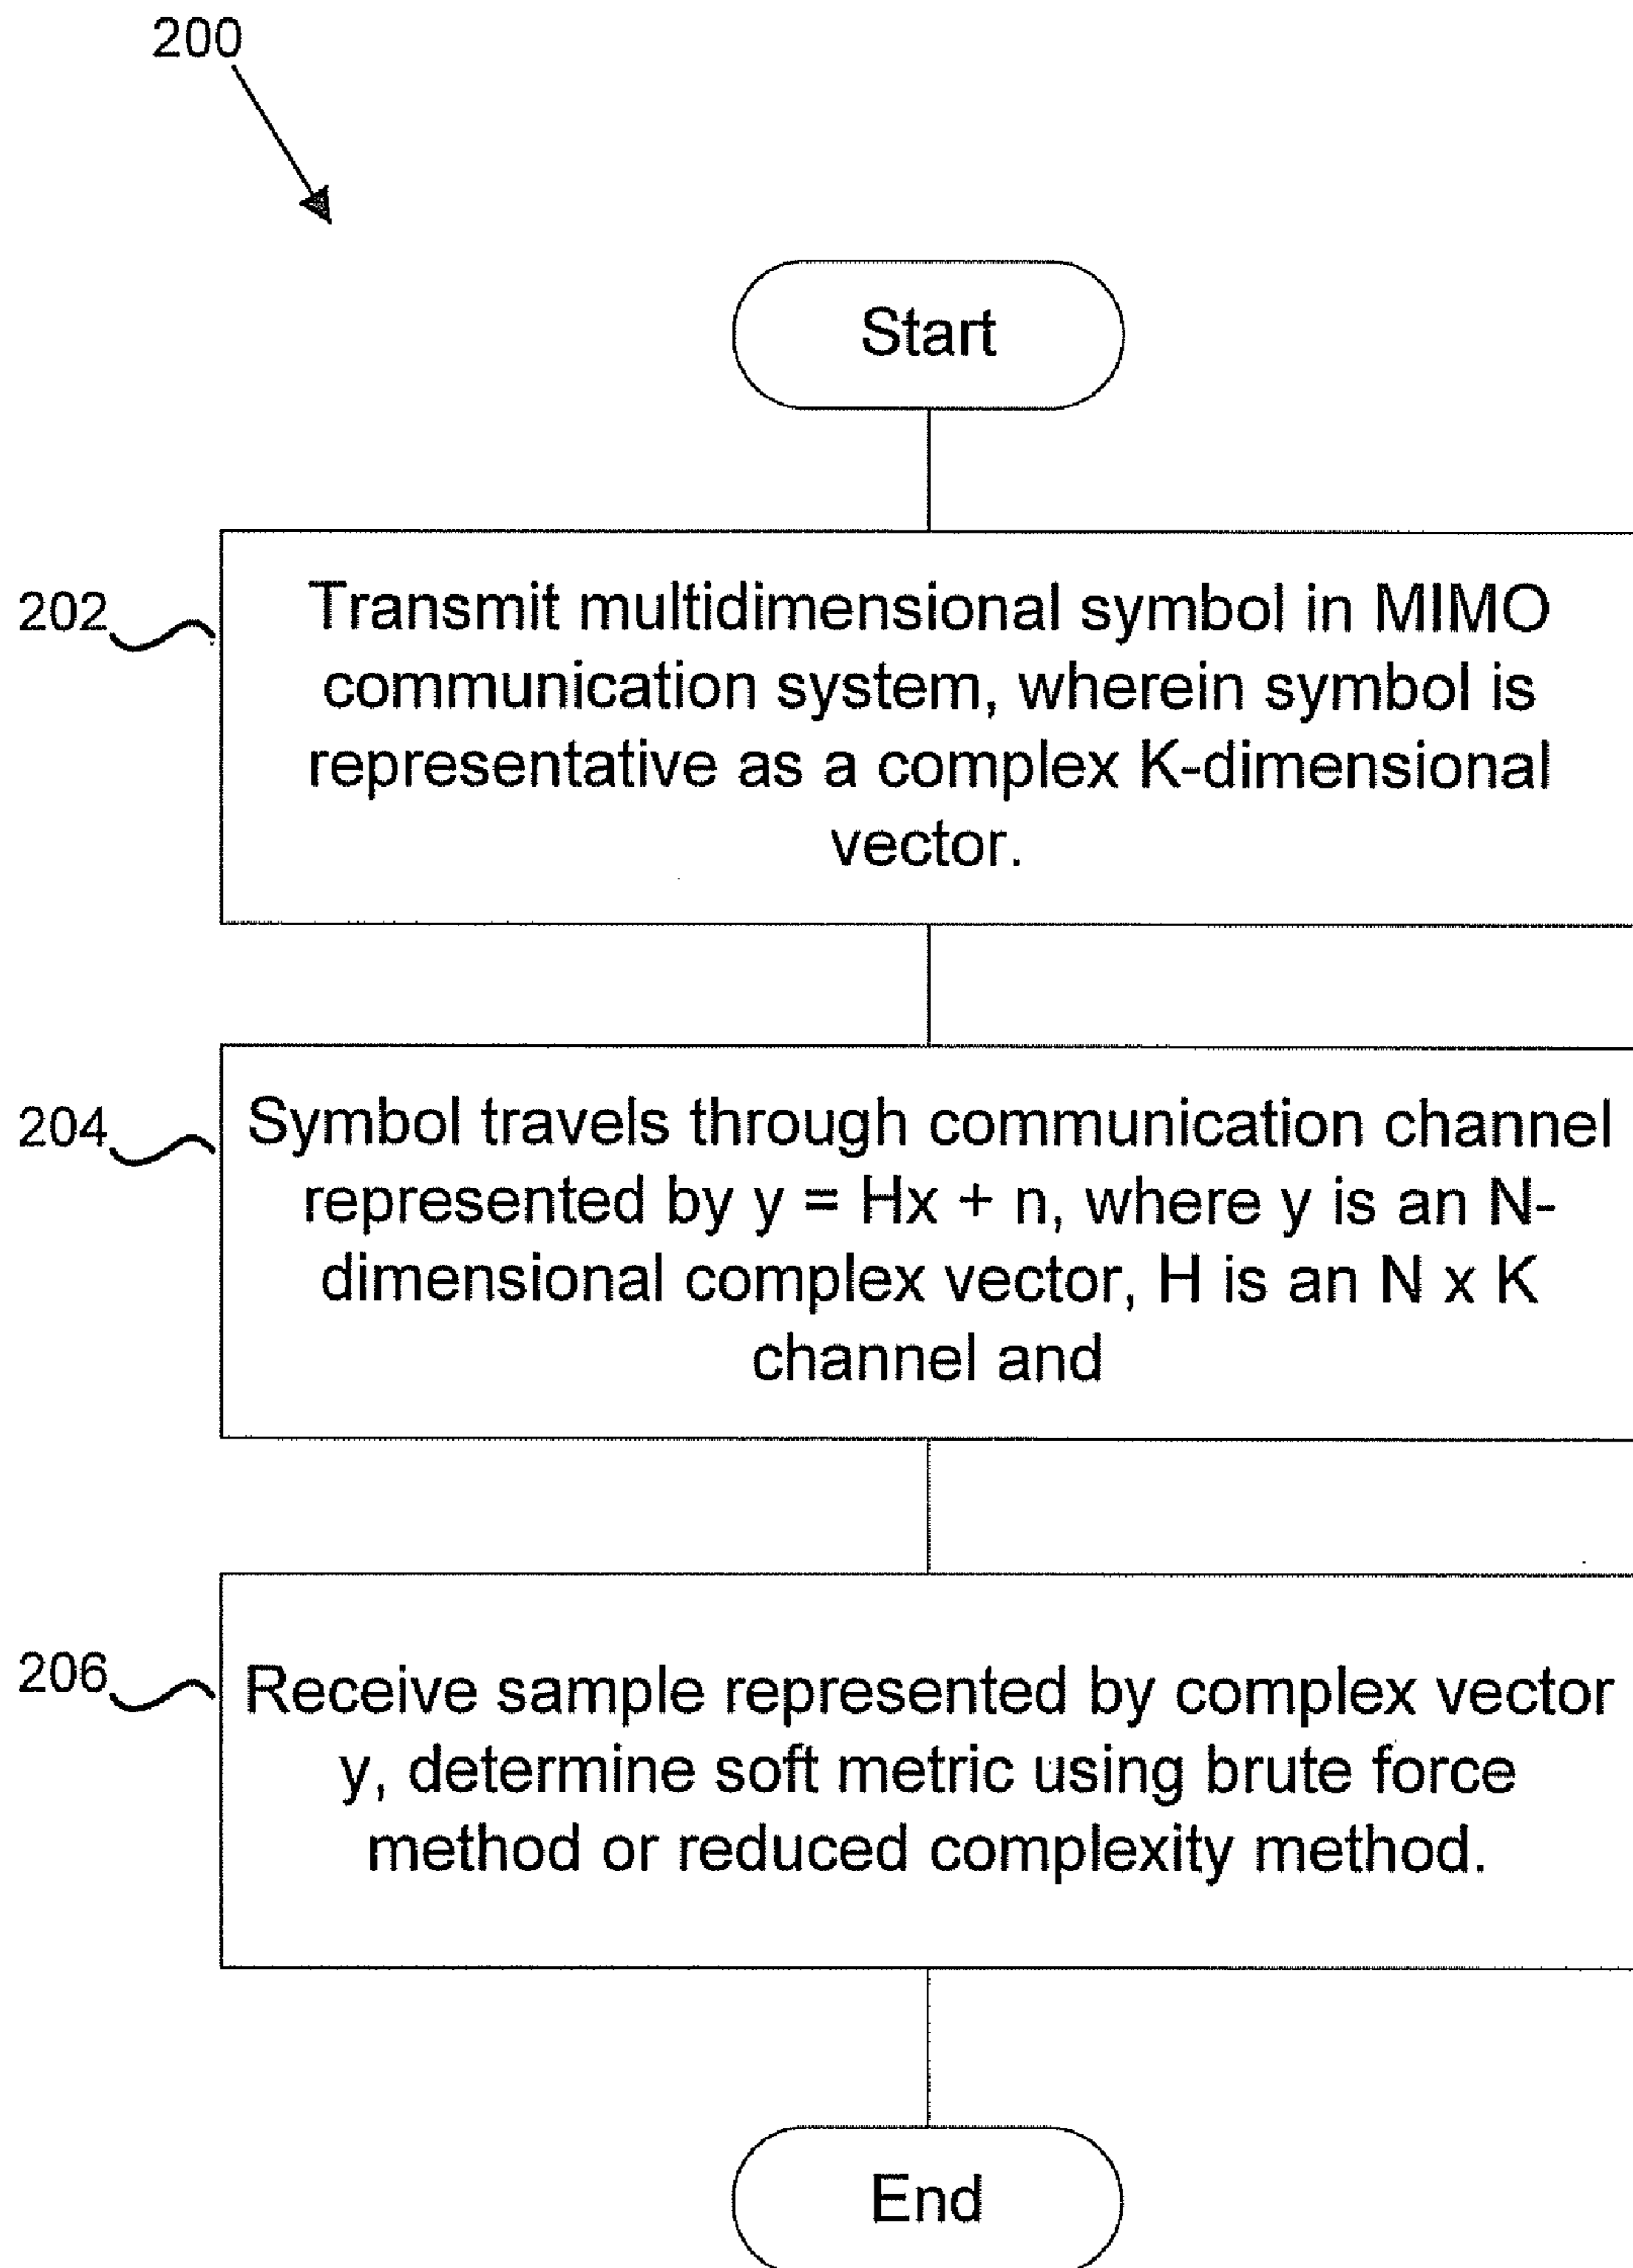 200
Start
202
Transmit multidimensional symbol in MIMO
communication system, wherein symbol is
representative as a complex K-dimensional
vector.
204
Symbol travels through communication channel
represented by y = Hx + n, where y is an N-
dimensional complex vector, H is an N x K
channel and
206
Receive sample represented by complex vector
y, determine soft metric using brute force
method or reduced complexity method.
End